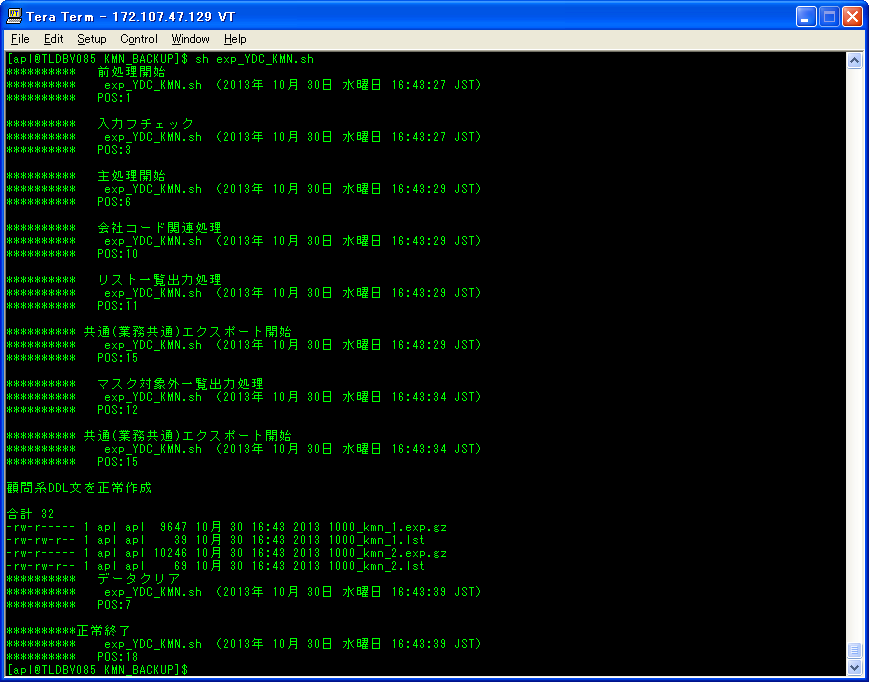 Tera Term - 172.107.47.129 VT
File Edit Setup Control Window Help
[apl@TLDBV085 KMN_BACKUP]$ sh exp_YDC_KMN.sh
********** 前処理開始
********** exp_YDC_KMN.sh (2013年 10月 30日 水曜日 16:43:27 JST)
********** POS:1
********** 入力フチェック
********** exp_YDC_KMN.sh (2013年 10月 30日 水曜日 16:43:27 JST)
********** POS:3
********** 主処理開始
********** exp_YDC_KMN.sh (2013年 10月 30日 水曜日 16:43:29 JST)
********** POS:6
********** 会社コード関連処理
********** exp_YDC_KMN.sh (2013年 10月 30日 水曜日 16:43:29 JST)
********** POS:10
********** リスト一覧出力処理
********** exp_YDC_KMN.sh (2013年 10月 30日 水曜日 16:43:29 JST)
********** POS:11
********** 共通(業務共通)エクスポート開始
********** exp_YDC_KMN.sh (2013年 10月 30日 水曜日 16:43:29 JST)
********** POS:15
********** マスク対象外一覧出力処理
********** exp_YDC_KMN.sh (2013年 10月 30日 水曜日 16:43:34 JST)
********** POS:12
********** 共通(業務共通)エクスポート開始
********** exp_YDC_KMN.sh (2013年 10月 30日 水曜日 16:43:34 JST)
********** POS:15
顧問系DDL文を正常作成
合計 32
-rw-r----- 1 apl apl 9647 10月 30 16:43 2013 1000_kmn_1.exp.gz
-rw-rw-r-- 1 apl apl 39 10月 30 16:43 2013 1000_kmn_1.lst
-rw-r----- 1 apl apl 10246 10月 30 16:43 2013 1000_kmn_2.exp.gz
-rw-rw-r-- 1 apl apl 69 10月 30 16:43 2013 1000_kmn_2.lst
********** データクリア
********** exp_YDC_KMN.sh (2013年 10月 30日 水曜日 16:43:39 JST)
********** POS:7
**********正常終了
********** exp_YDC_KMN.sh (2013年 10月 30日 水曜日 16:43:39 JST)
********** POS:18
[apl@TLDBV085 KMN_BACKUP]$